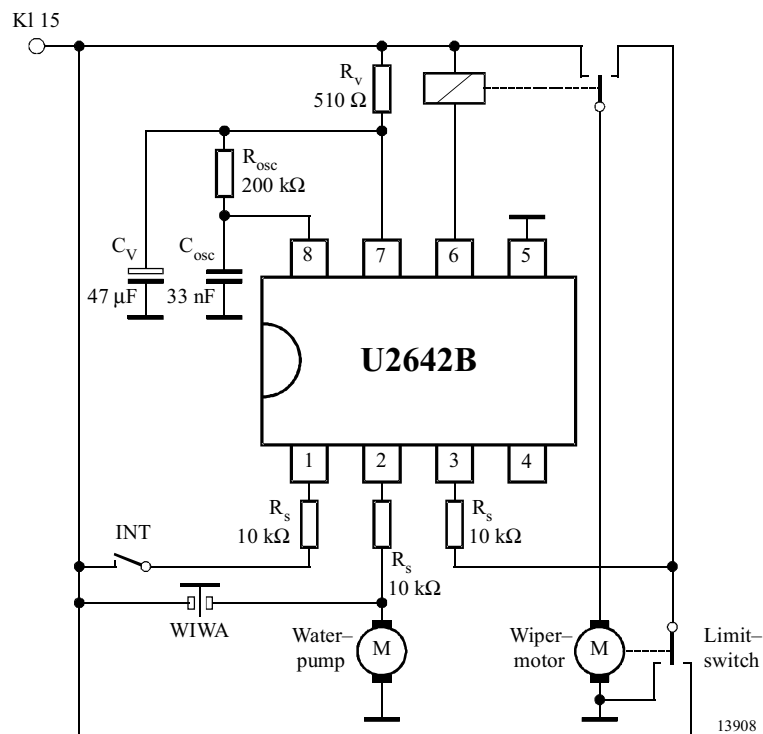 Kl 15
R_v
510 Ω
R_osc
200 kΩ
C_V
47 µF
C_osc
33 nF
8
7
6
5
U2642B
1
2
3
4
R_s
10 kΩ
R_s
10 kΩ
R_s
10 kΩ
INT
WIWA
Water–
pump
M
Wiper–
motor
M
Limit–
switch
13908